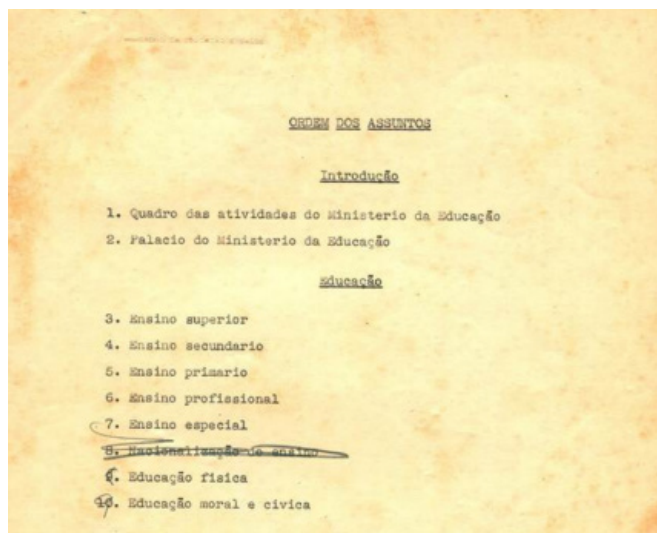 ORDEM DOS ASSUNTOS
Introdução
1. Quadro das atividades do Ministerio da Educação
2. Palacio do Ministerio da Educação
Educação
3. Ensino superior
4. Ensino secundario
5. Ensino primario
6. Ensino profissional
7. Ensino especial
8. Nacionalização de ensino
9. Educação fisica
10. Educação moral e civica